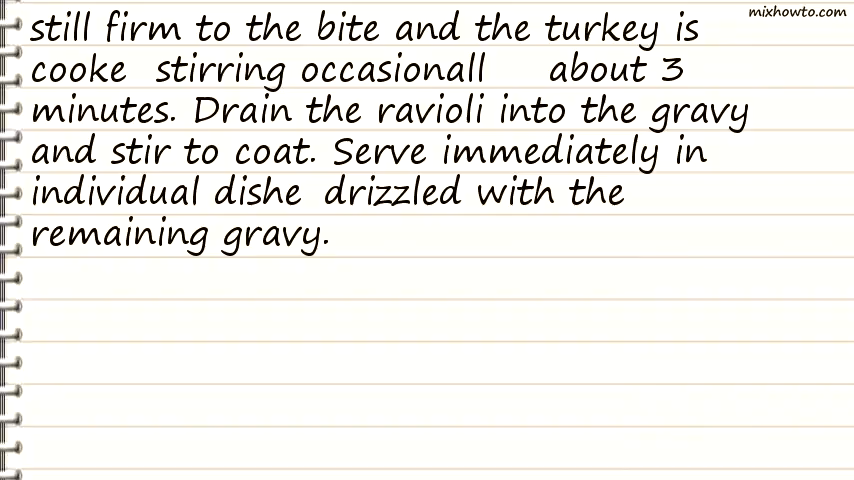 mixhowto.com
still firm to the bite and the turkey is
cooke stirring occasionall about 3
minutes. Drain the ravioli into the gravy
and stir to coat. Serve immediately in
individual dishe drizzled with the
remaining gravy.